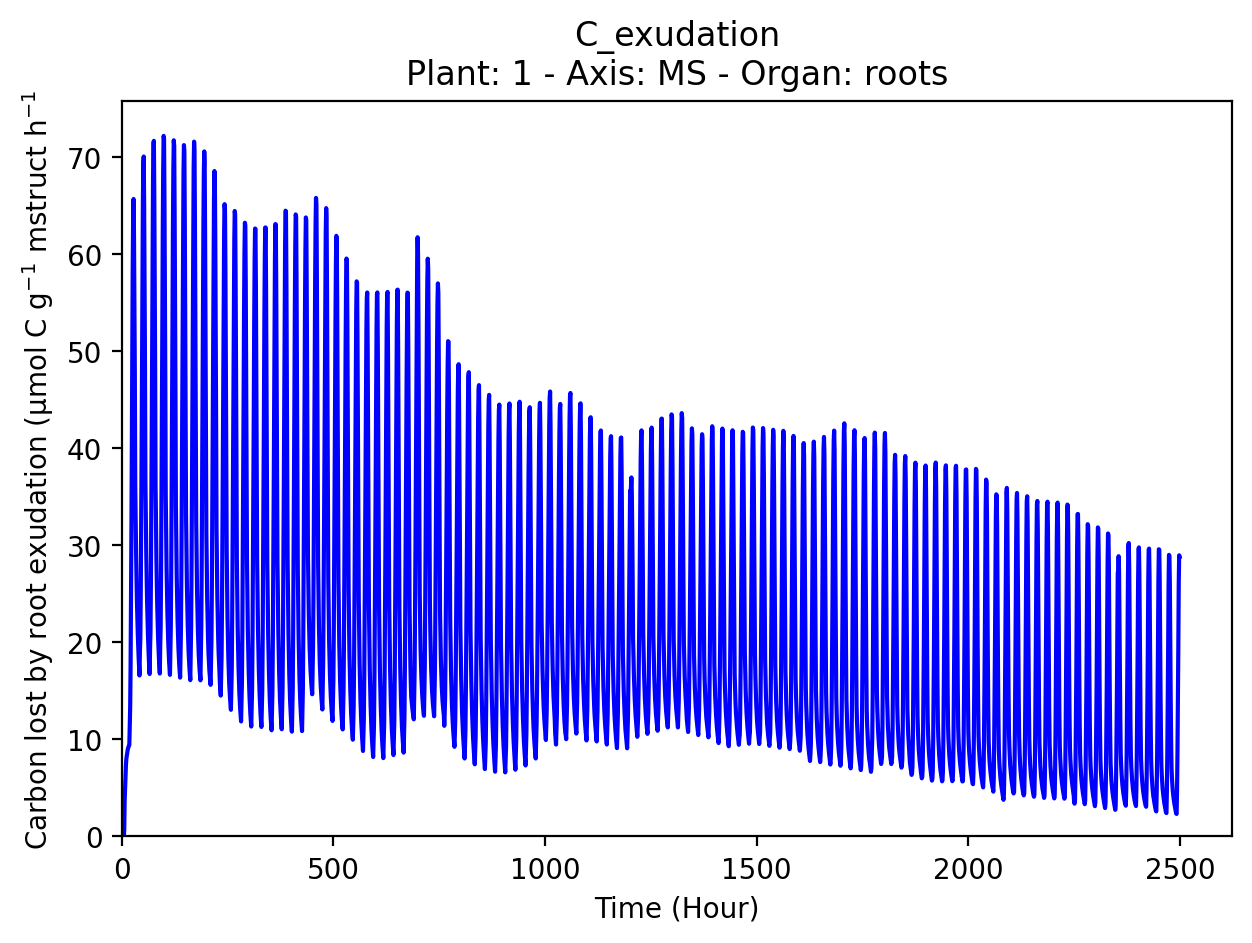 C_exudation
Plant: 1 - Axis: MS - Organ: roots
Carbon lost by root exudation (µmol C g⁻¹ mstruct h⁻¹
70
60
50
40
30
20
10
0
0 500 1000 1500 2000 2500
Time (Hour)